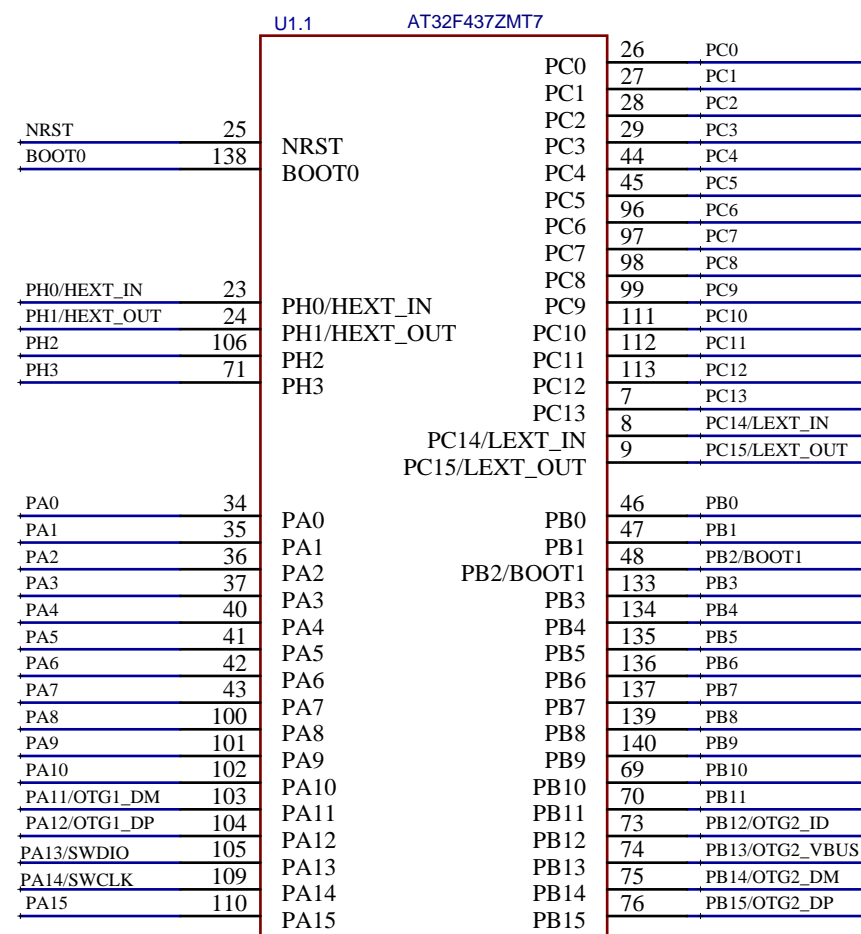 U1.1 AT32F437ZMT7
26 PC0
PC0
27 PC1
PC1
28 PC2
PC2
NRST 25 29 PC3
NRST PC3
BOOT0 138 44 PC4
BOOT0 PC4
45 PC5
PC5
96 PC6
PC6
97 PC7
PC7
98 PC8
PC8
PH0/HEXT_IN 23 99 PC9
PH0/HEXT_IN PC9
PH1/HEXT_OUT 24 111 PC10
PH1/HEXT_OUT PC10
PH2 106 112 PC11
PH2 PC11
PH3 71 113 PC12
PH3 PC12
7 PC13
PC13
8 PC14/LEXT_IN
PC14/LEXT_IN
9 PC15/LEXT_OUT
PC15/LEXT_OUT
PA0 34 46 PB0
PA0 PB0
PA1 35 47 PB1
PA1 PB1
PA2 36 48 PB2/BOOT1
PA2 PB2/BOOT1
PA3 37 133 PB3
PA3 PB3
PA4 40 134 PB4
PA4 PB4
PA5 41 135 PB5
PA5 PB5
PA6 42 136 PB6
PA6 PB6
PA7 43 137 PB7
PA7 PB7
PA8 100 139 PB8
PA8 PB8
PA9 101 140 PB9
PA9 PB9
PA10 102 69 PB10
PA10 PB10
PA11/OTG1_DM 103 70 PB11
PA11 PB11
PA12/OTG1_DP 104 73 PB12/OTG2_ID
PA12 PB12
PA13/SWDIO 105 74 PB13/OTG2_VBUS
PA13 PB13
PA14/SWCLK 109 75 PB14/OTG2_DM
PA14 PB14
PA15 110 76 PB15/OTG2_DP
PA15 PB15